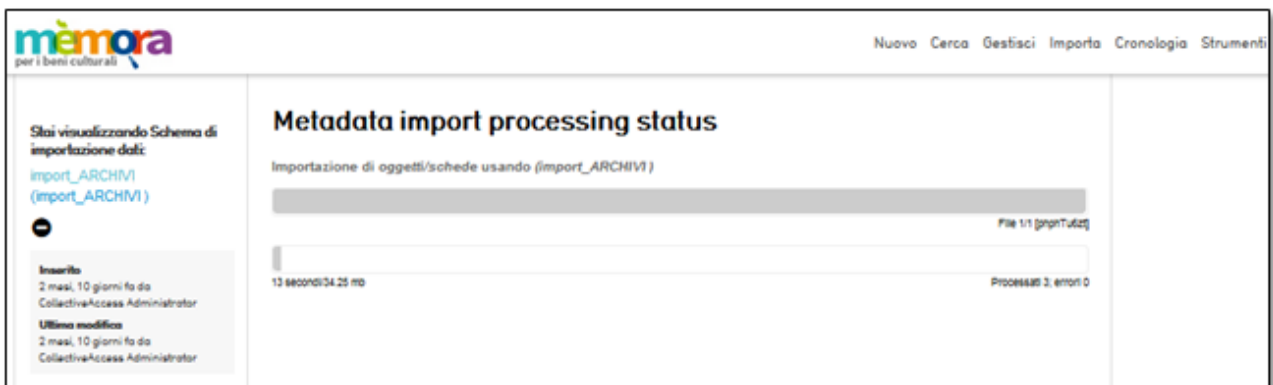 mèmora
per i beni culturali
Nuovo Cerca Gestisci Importa Cronologia Strumenti
Stai visualizzando Schema di
importazione dati:
import_ARCHIVI
(import_ARCHIVI )
Inserito
2 mesi, 10 giorni fa da
CollectiveAccess Administrator
Ultima modifica
2 mesi, 10 giorni fa da
CollectiveAccess Administrator
Metadata import processing status
Importazione di oggetti/schede usando (import_ARCHIVI )
File 1/1
13 secondi/34.25 mb
Processati 3; errori 0